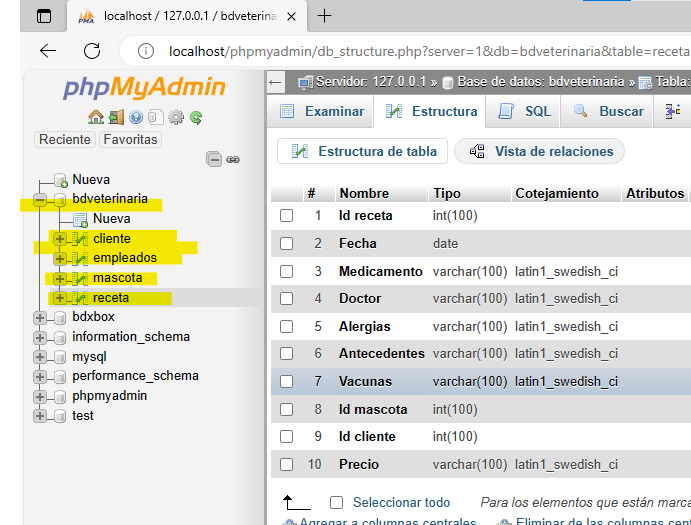 localhost / 127.0.0.1 / bdveterina
localhost/phpmyadmin/db_structure.php?server=1&db=bdveterinaria&table=receta
phpMyAdmin
Reciente Favoritas
Nueva
bdveterinaria
Nueva
cliente
empleados
mascota
receta
bdxbox
information_schema
mysql
performance_schema
phpmyadmin
test
Servidor: 127.0.0.1 » Base de datos: bdveterinaria » Tabla:
Examinar Estructura SQL Buscar
Estructura de tabla Vista de relaciones
# Nombre Tipo Cotejamiento Atributos
1 Id receta int(100)
2 Fecha date
3 Medicamento varchar(100) latin1_swedish_ci
4 Doctor varchar(100) latin1_swedish_ci
5 Alergias varchar(100) latin1_swedish_ci
6 Antecedentes varchar(100) latin1_swedish_ci
7 Vacunas varchar(100) latin1_swedish_ci
8 Id mascota int(100)
9 Id cliente int(100)
10 Precio varchar(100) latin1_swedish_ci
Seleccionar todo Para los elementos que están marca
Agregar a columnas centrales Eliminar de las columnas cent